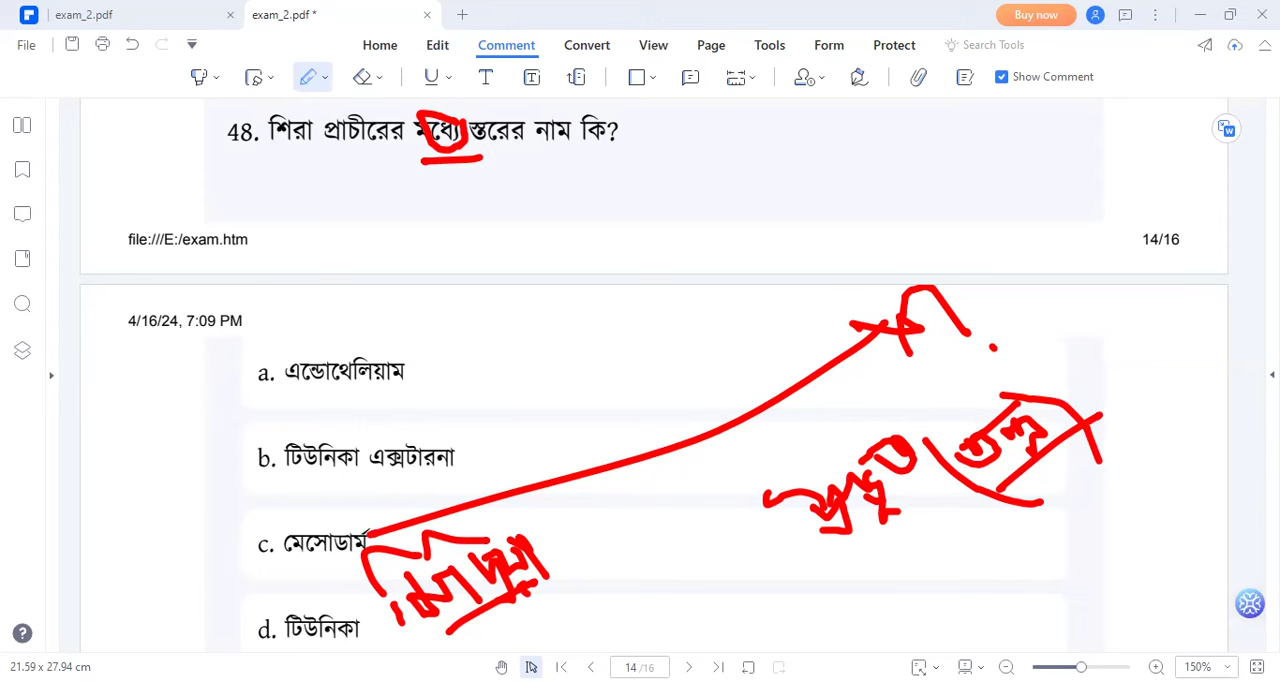 exam_2.pdf
exam_2.pdf *
Buy now
File
Home
Edit
Comment
Convert
View
Page
Tools
Form
Protect
Search Tools
Show Comment
48. শিরা প্রাচীরের মধ্যে স্তরের নাম কি?
file:///E:/exam.htm
14/16
4/16/24, 7:09 PM
a. এন্ডোথেলিয়াম
b. টিউনিকা এক্সটারনা
c. মেসোডার্ম
d. টিউনিকা
21.59 x 27.94 cm
14 /16
150%